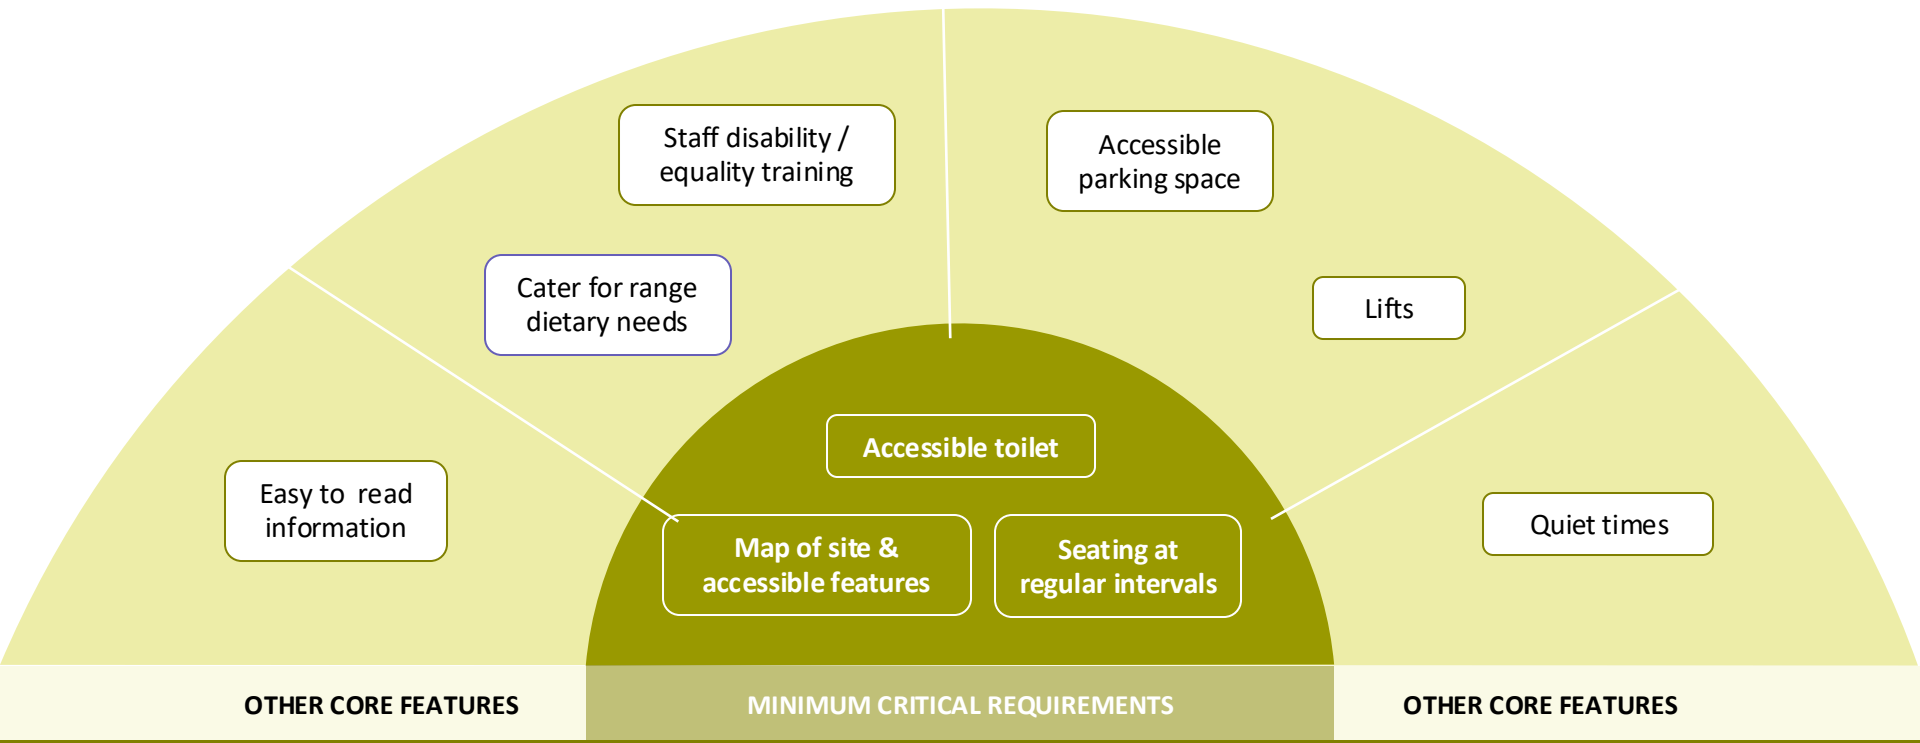 Staff disability /
equality training
Accessible
parking space
Cater for range
dietary needs
Lifts
Easy to read
information
Quiet times
Accessible toilet
Map of site &
accessible features
Seating at
regular intervals
OTHER CORE FEATURES
MINIMUM CRITICAL REQUIREMENTS
OTHER CORE FEATURES